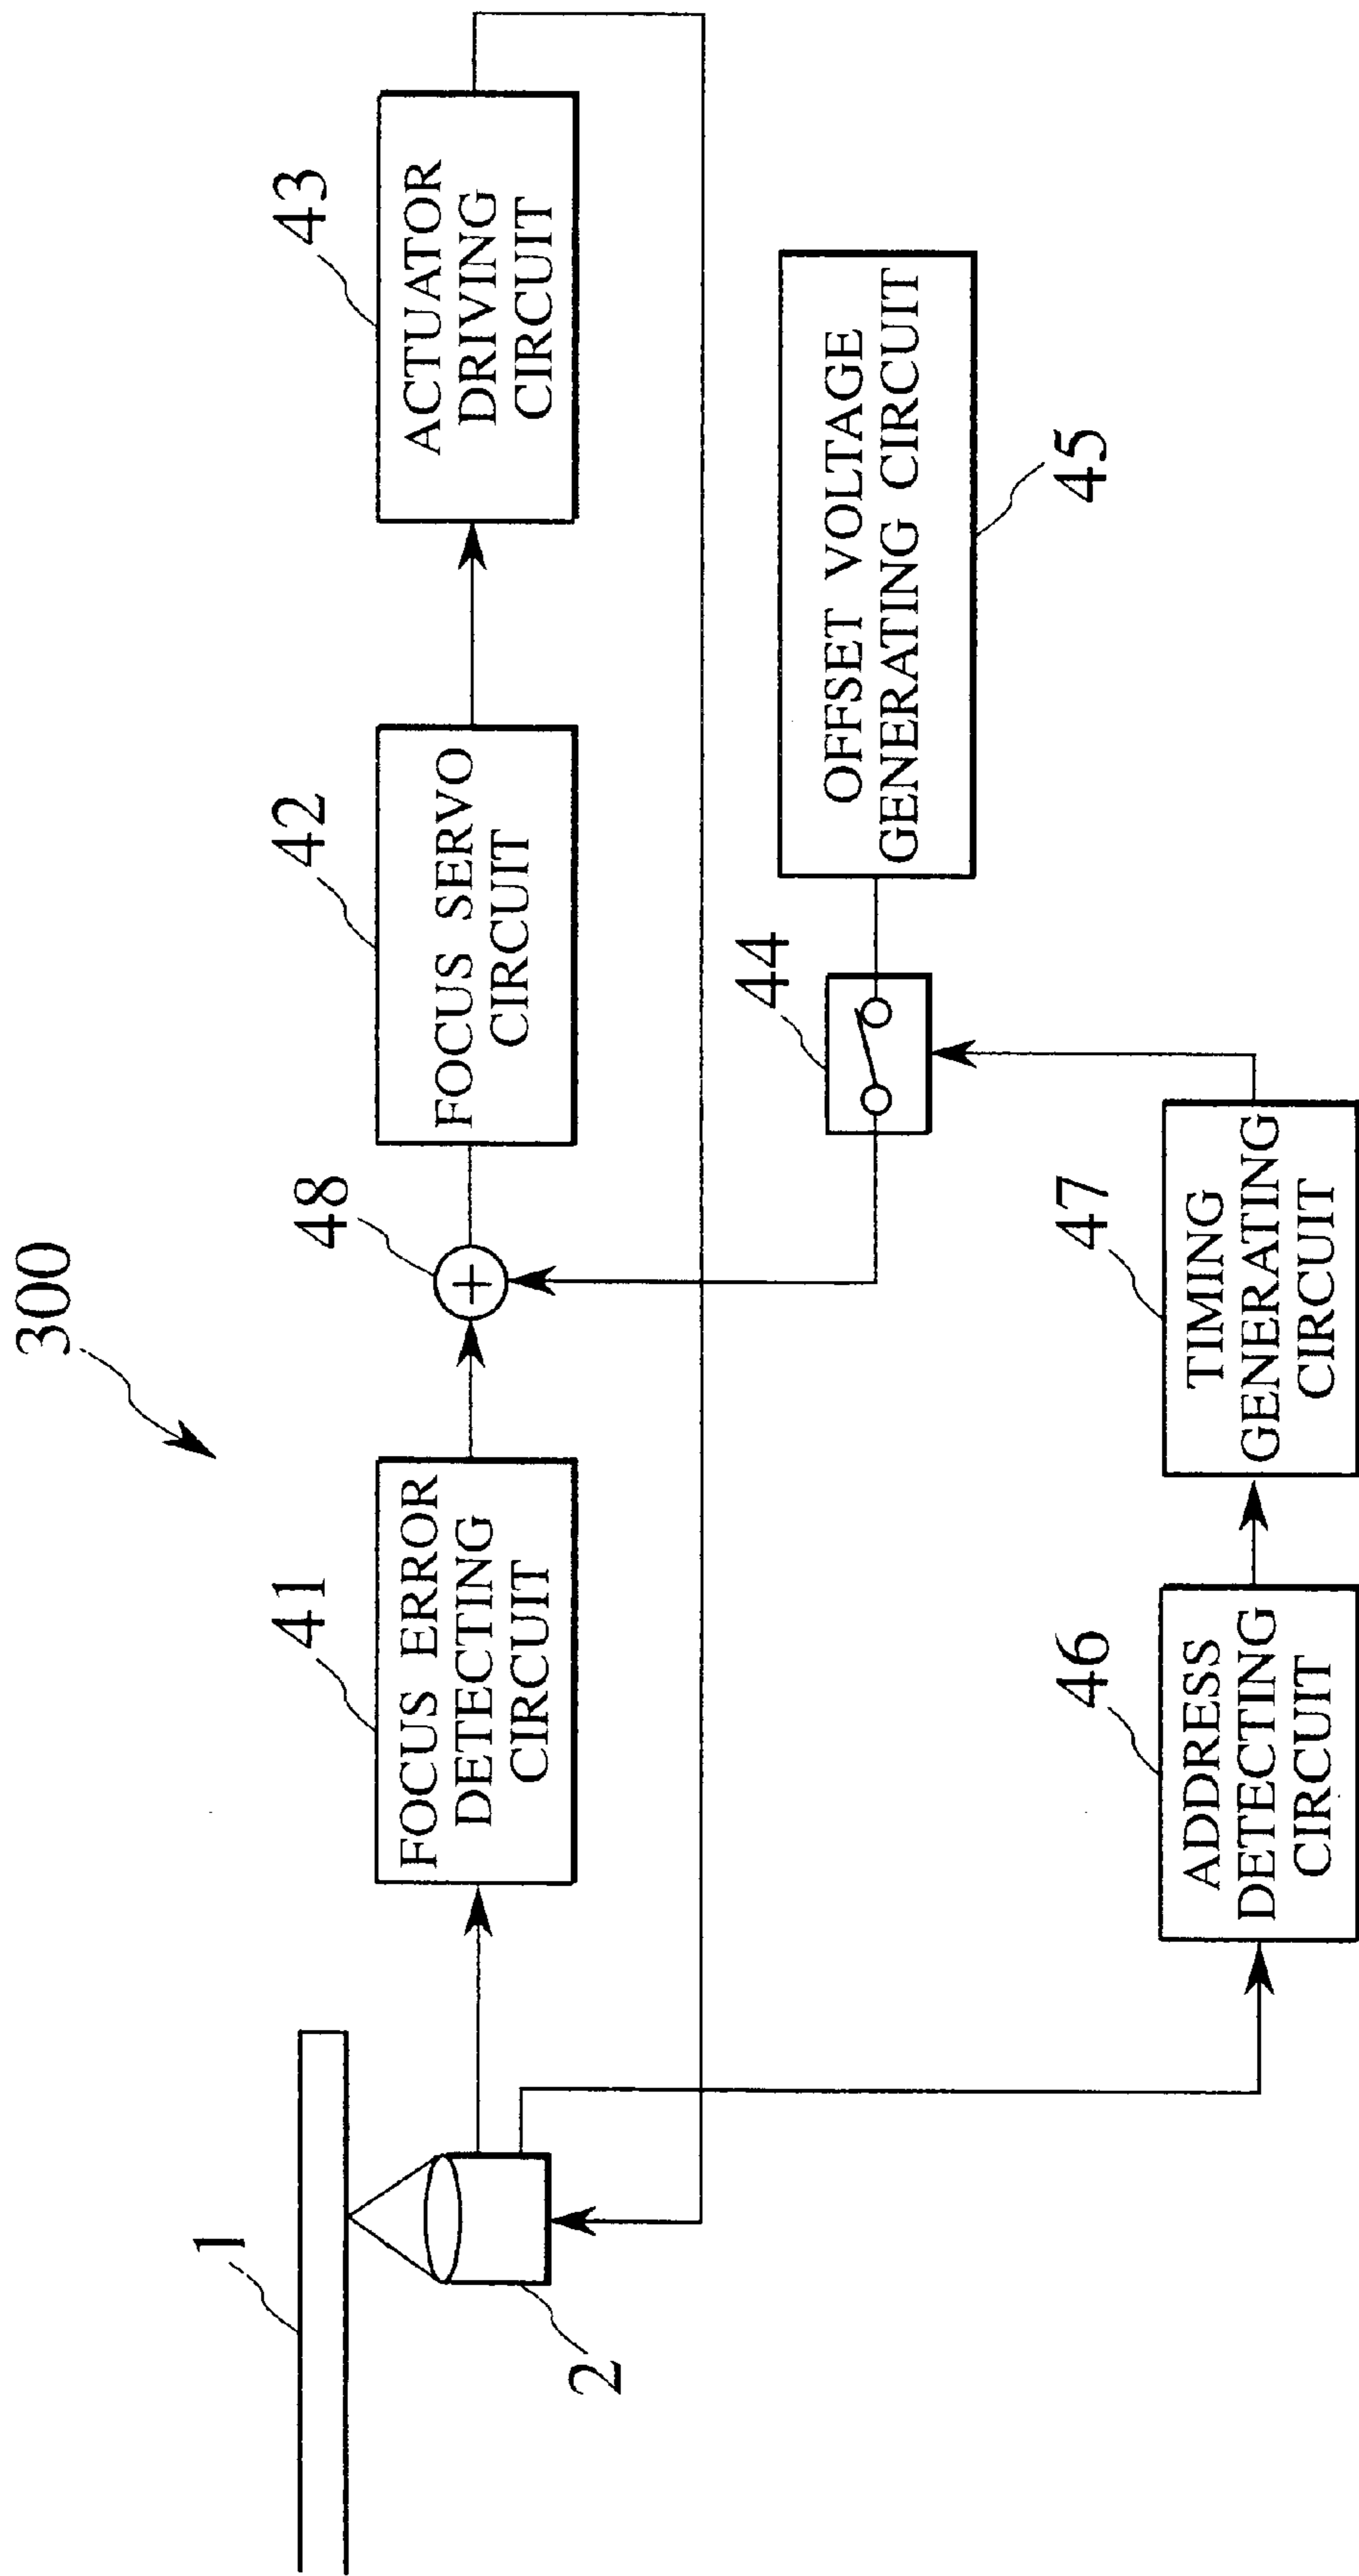 300
1
2
41
FOCUS ERROR
DETECTING
CIRCUIT
48
+
42
FOCUS SERVO
CIRCUIT
43
ACTUATOR
DRIVING
CIRCUIT
44
OFFSET VOLTAGE
GENERATING CIRCUIT
45
46
ADDRESS
DETECTING
CIRCUIT
47
TIMING
GENERATING
CIRCUIT